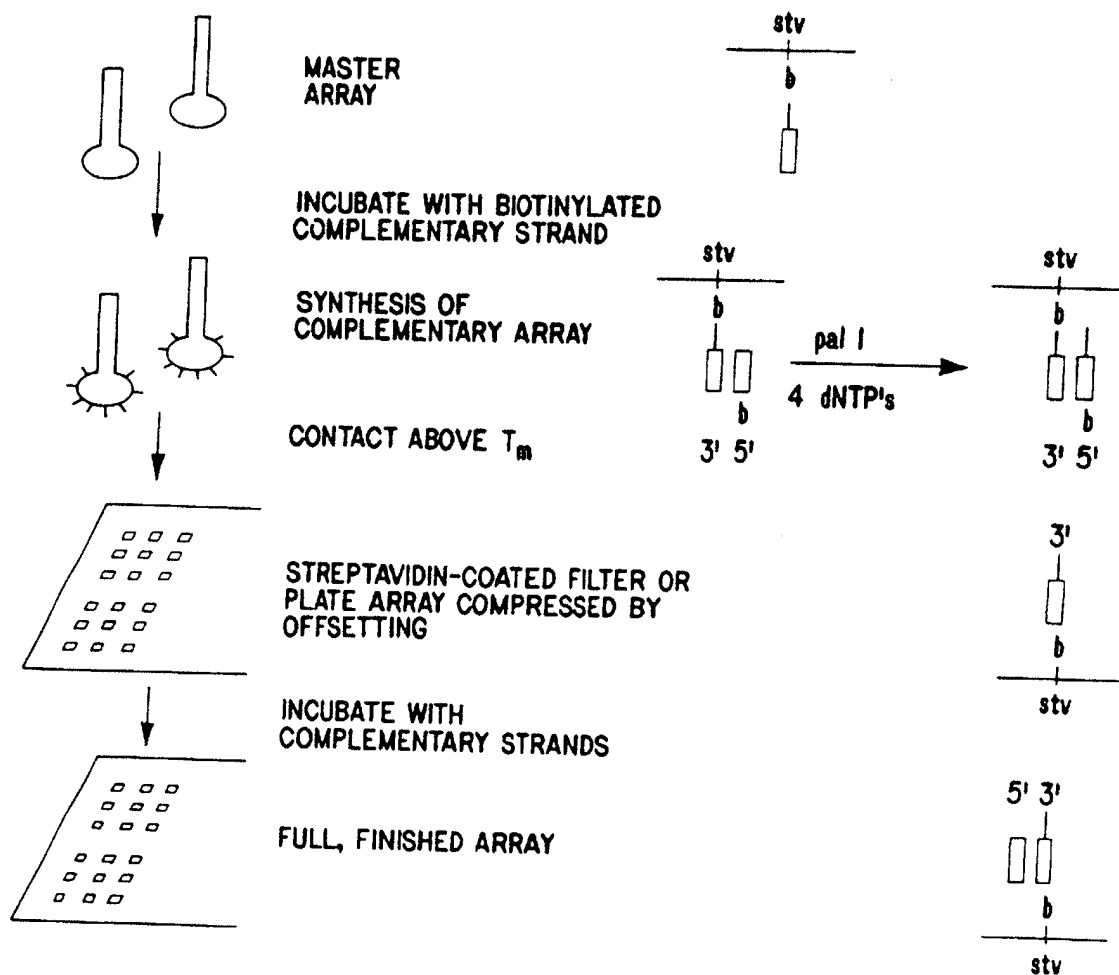 MASTER
ARRAY
stv
b
INCUBATE WITH BIOTINYLATED
COMPLEMENTARY STRAND
SYNTHESIS OF
COMPLEMENTARY ARRAY
stv
b
b
3' 5'
pal I
4 dNTP's
stv
b
b
3' 5'
CONTACT ABOVE Tm
STREPTAVIDIN-COATED FILTER OR
PLATE ARRAY COMPRESSED BY
OFFSETTING
3'
b
stv
INCUBATE WITH
COMPLEMENTARY STRANDS
FULL, FINISHED ARRAY
5' 3'
b
stv